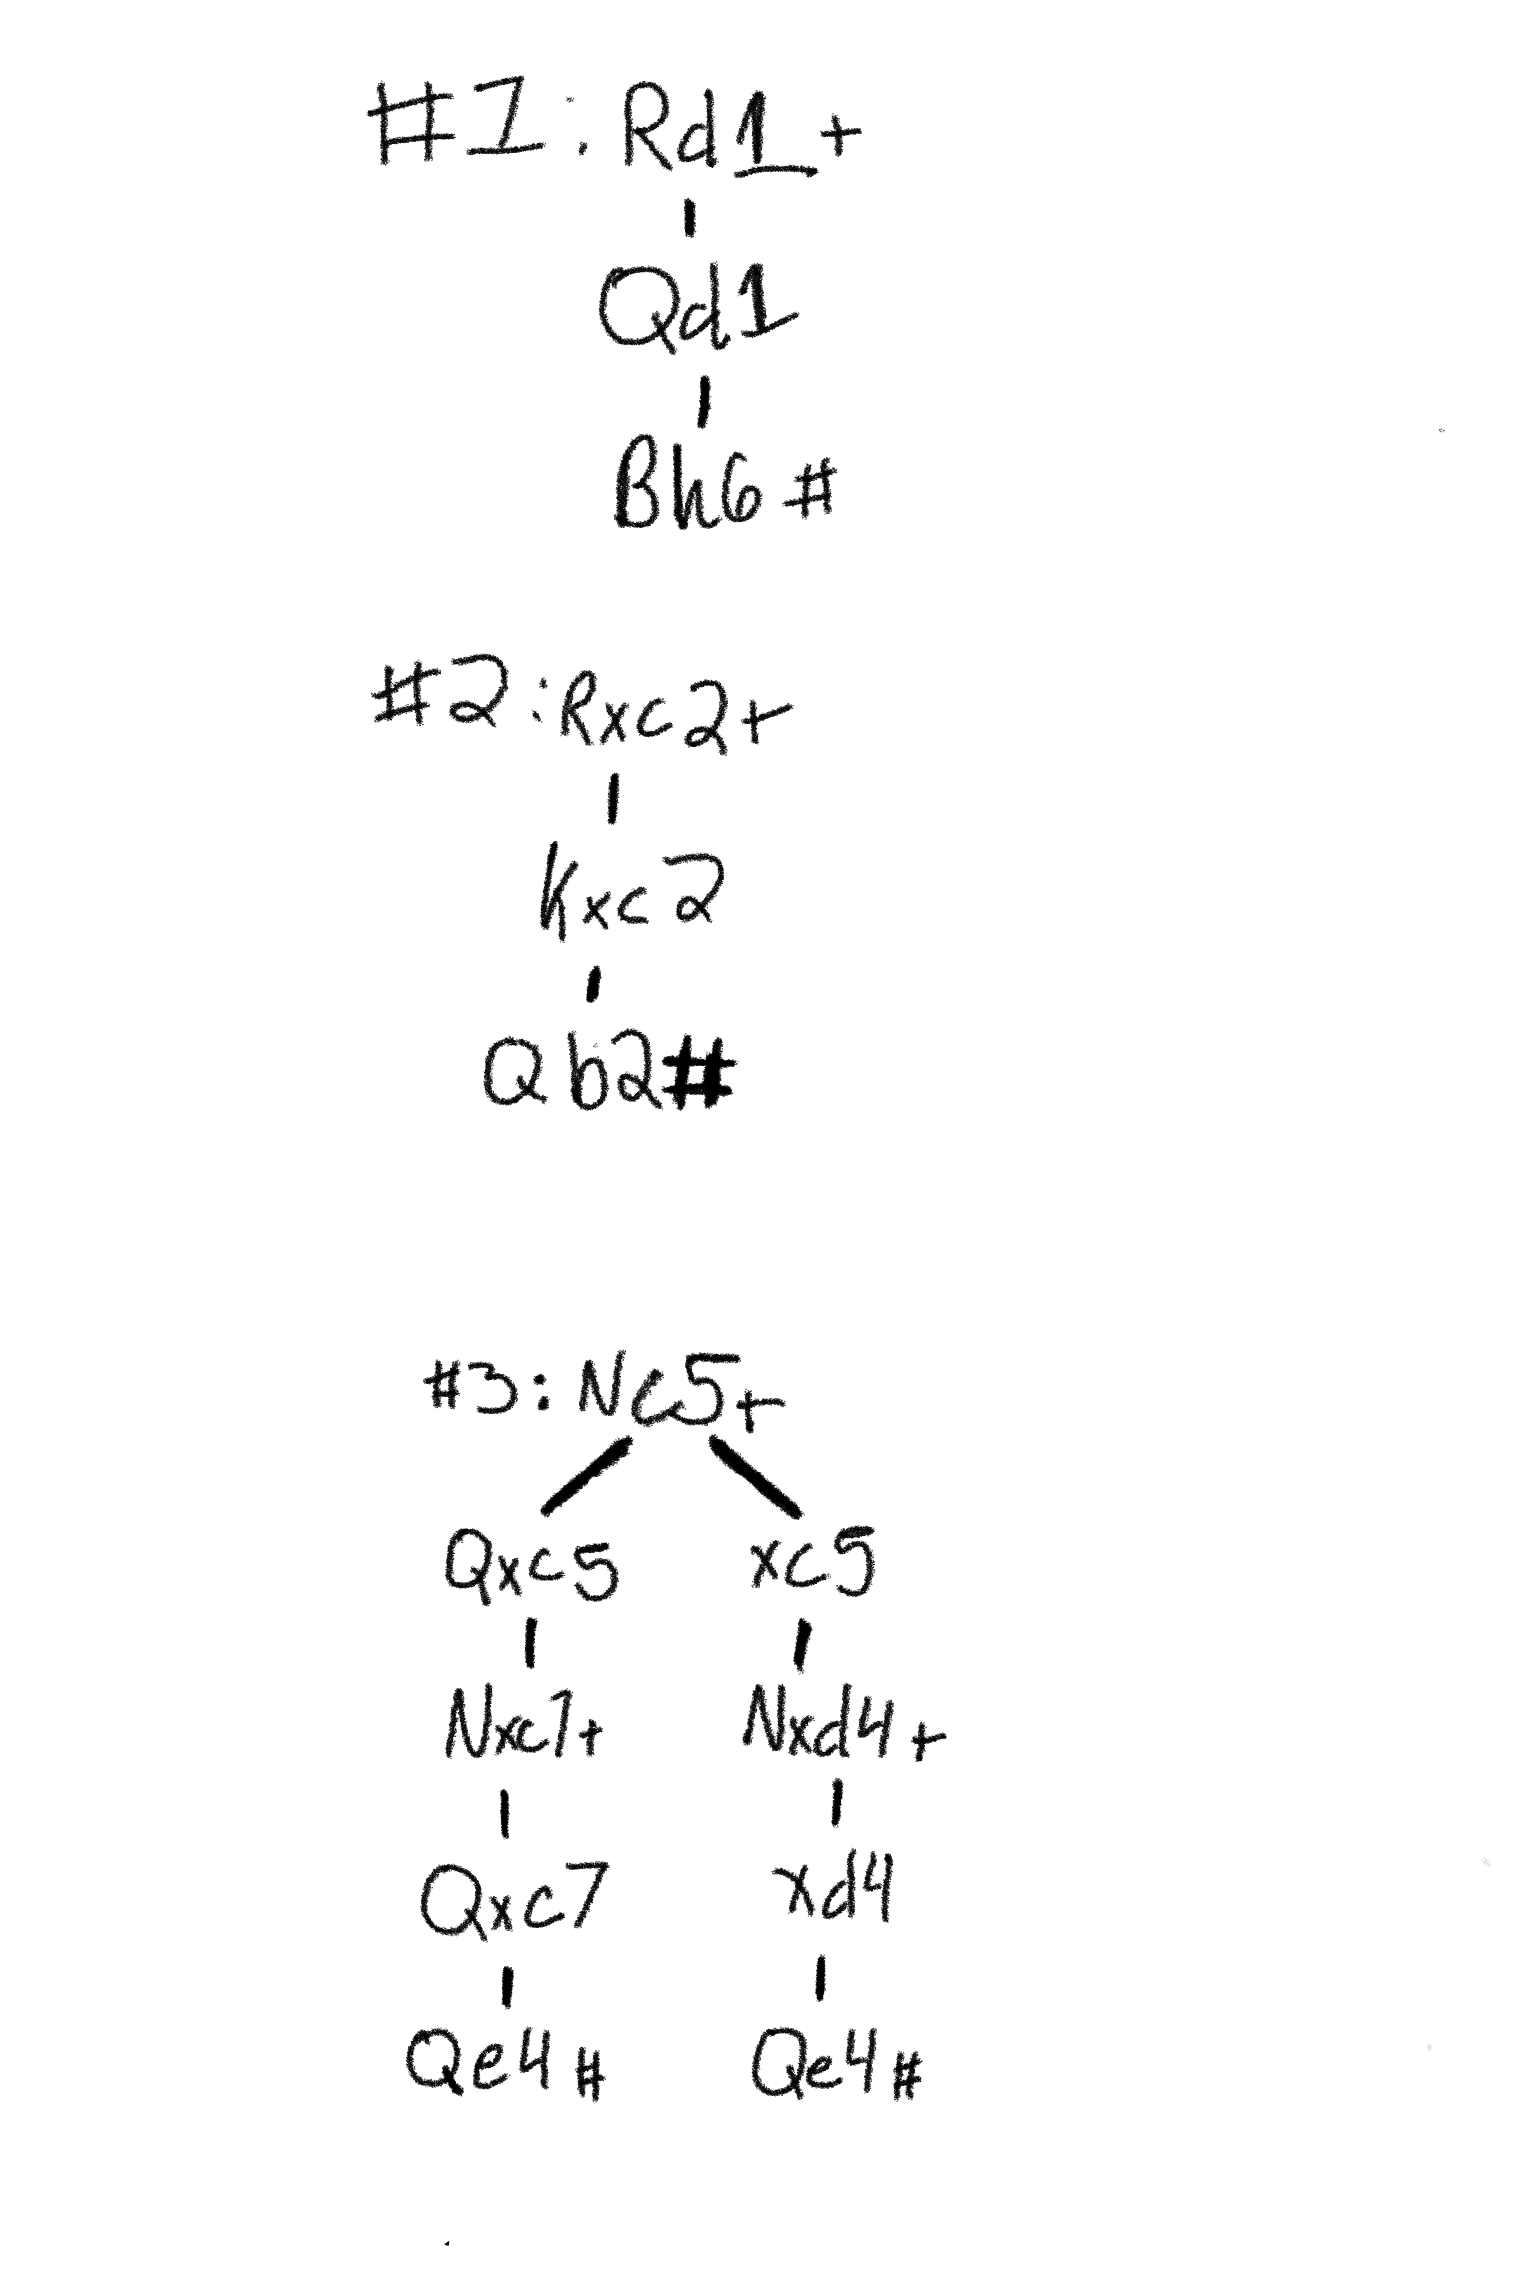 #1: Rd1+
Qd1
Bh6#
#2: Rxc2+
Kxc2
Qb2#
#3: Nc5+
Qxc5 xc5
Nxc7+ Nxd4+
Qxc7 xd4
Qe4# Qe4#